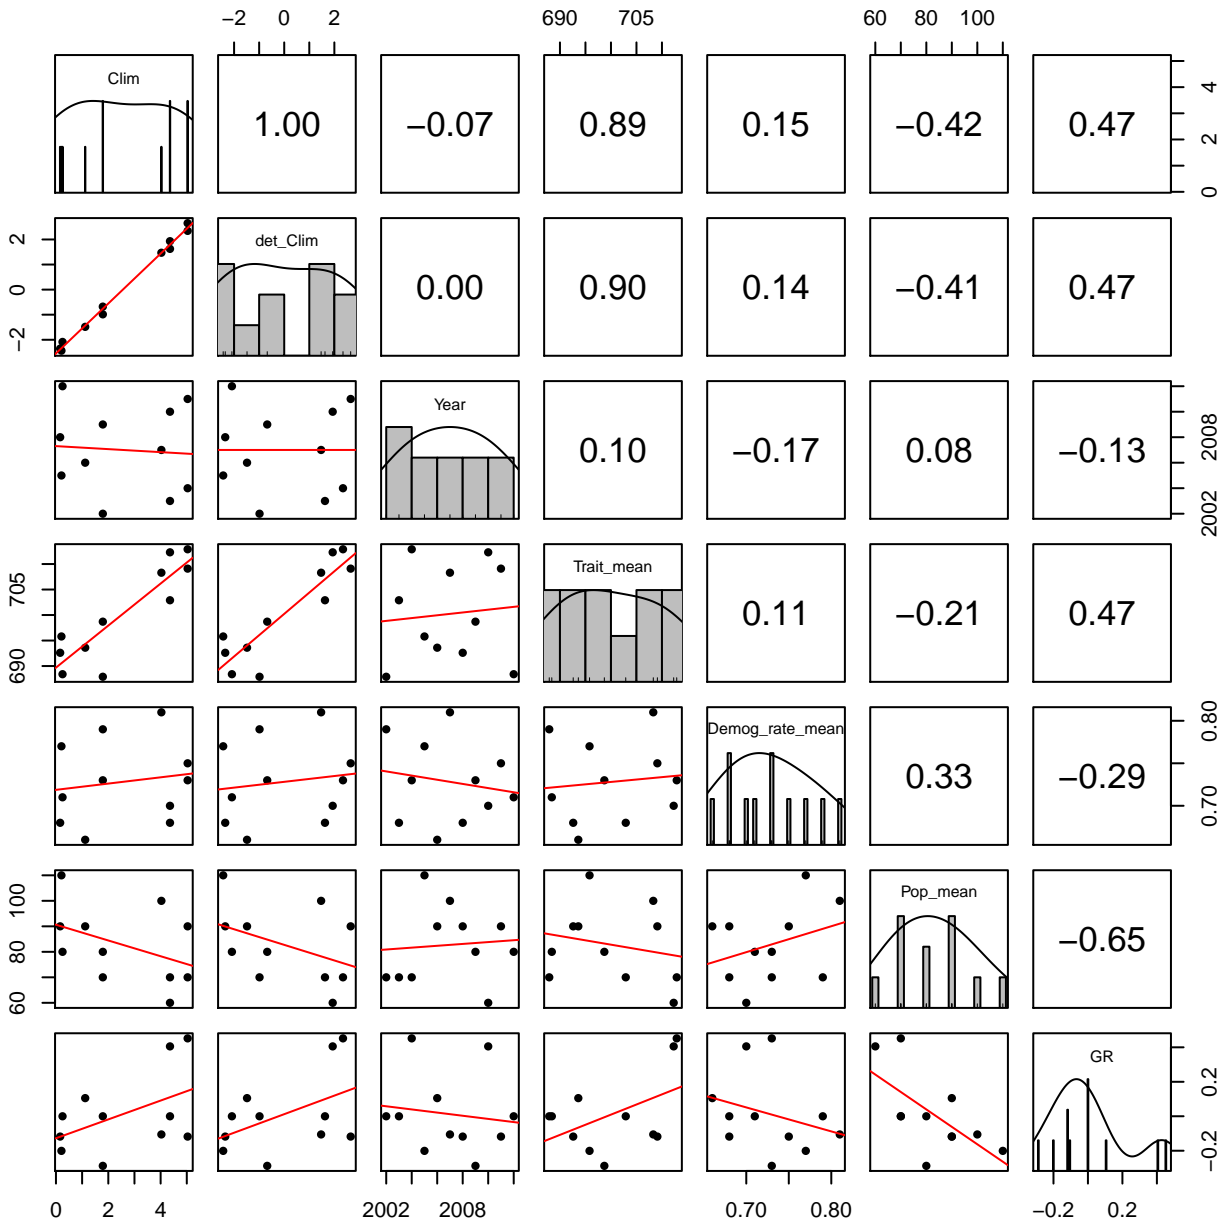 −2 0 2 690 705 60 80 100
Clim 1.00 −0.07 0.89 0.15 −0.42 0.47 0 2 4
−2 0 2 det_Clim 0.00 0.90 0.14 −0.41 0.47
Year 0.10 −0.17 0.08 −0.13 2002 2008
690 705 Trait_mean 0.11 −0.21 0.47
Demog_rate_mean 0.33 −0.29 0.70 0.80
60 80 100 Pop_mean −0.65
GR −0.2 0.2
0 2 4 2002 2008 0.70 0.80 −0.2 0.2